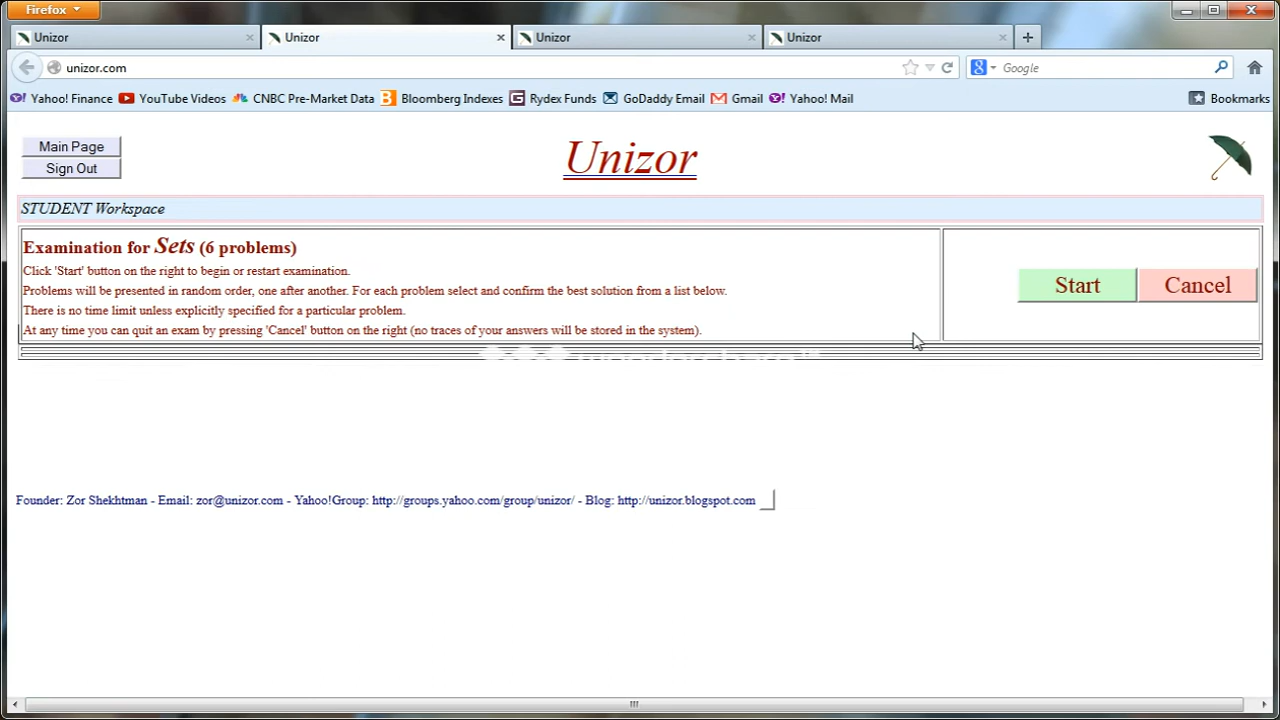 Firefox
Unizor
Unizor
Unizor
Unizor
unizor.com
Google
Yahoo! Finance
YouTube Videos
CNBC Pre-Market Data
Bloomberg Indexes
Rydex Funds
GoDaddy Email
Gmail
Yahoo! Mail
Bookmarks
Main Page
Sign Out
Unizor
STUDENT Workspace
Examination for Sets (6 problems)
Click 'Start' button on the right to begin or restart examination.
Problems will be presented in random order, one after another. For each problem select and confirm the best solution from a list below.
There is no time limit unless explicitly specified for a particular problem.
At any time you can quit an exam by pressing 'Cancel' button on the right (no traces of your answers will be stored in the system).
Start
Cancel
Founder: Zor Shekhtman - Email: zor@unizor.com - Yahoo!Group: http://groups.yahoo.com/group/unizor/ - Blog: http://unizor.blogspot.com